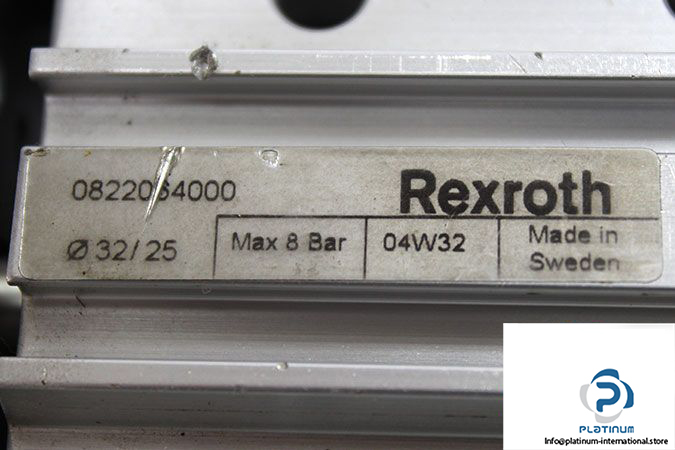 0822064000
Rexroth
Ø 32/25
Max 8 Bar
04W32
Made in
Sweden
PLATINUM
Info@platinum-international.store